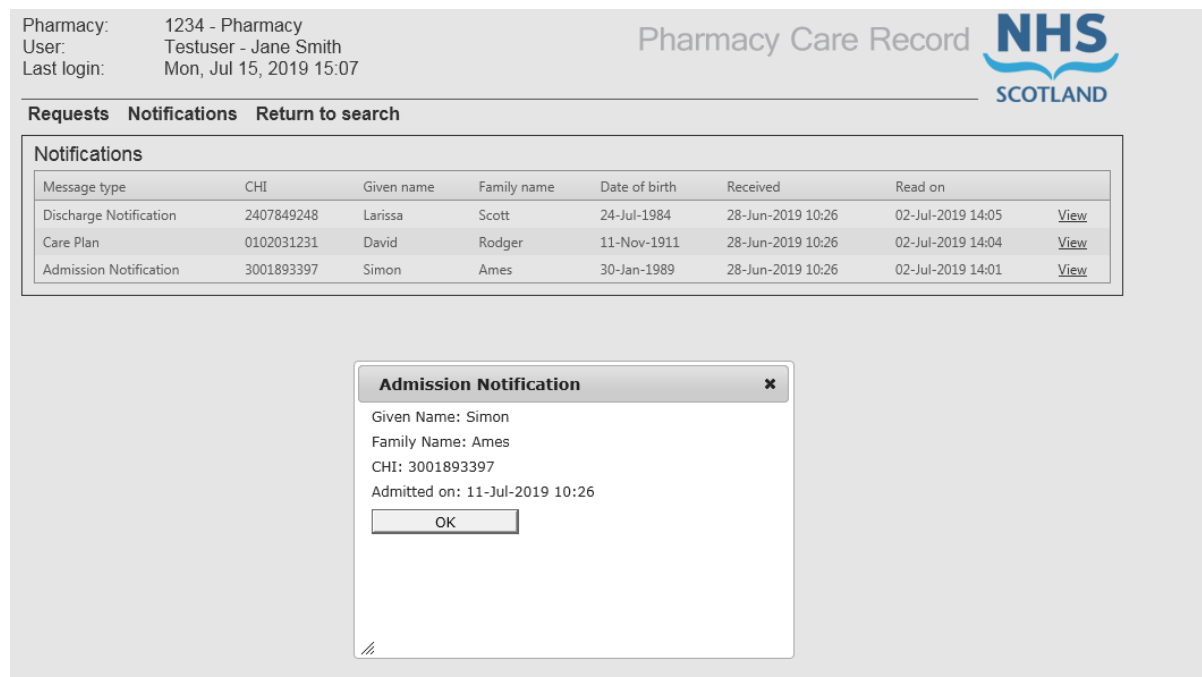 Pharmacy: 1234 - Pharmacy
User: Testuser - Jane Smith
Last login: Mon, Jul 15, 2019 15:07
Pharmacy Care Record
NHS
SCOTLAND
Requests Notifications Return to search
Notifications
Message type CHI Given name Family name Date of birth Received Read on
Discharge Notification 2407849248 Larissa Scott 24-Jul-1984 28-Jun-2019 10:26 02-Jul-2019 14:05 View
Care Plan 0102031231 David Rodger 11-Nov-1911 28-Jun-2019 10:26 02-Jul-2019 14:04 View
Admission Notification 3001893397 Simon Ames 30-Jan-1989 28-Jun-2019 10:26 02-Jul-2019 14:01 View
Admission Notification
Given Name: Simon
Family Name: Ames
CHI: 3001893397
Admitted on: 11-Jul-2019 10:26
OK